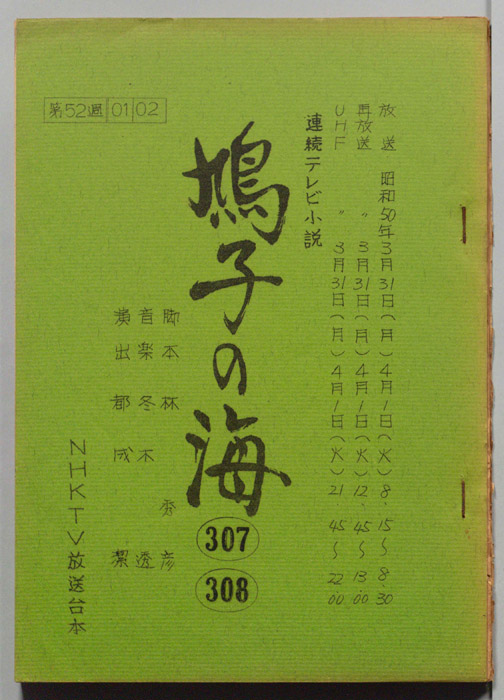 放送 昭和50年3月31日(月)4月1日(火)8.15〜8.30
再放送 〃 3月31日(月)4月1日(火)12.45〜13.00
UHF 〃 3月31日(月)4月1日(火)21.45〜22.00
連続テレビ小説
鳩子の海
307
308
脚本 林 秀彦
音楽 冬木 透
演出 都成 潔
第52週 01 02
NHKTV放送台本